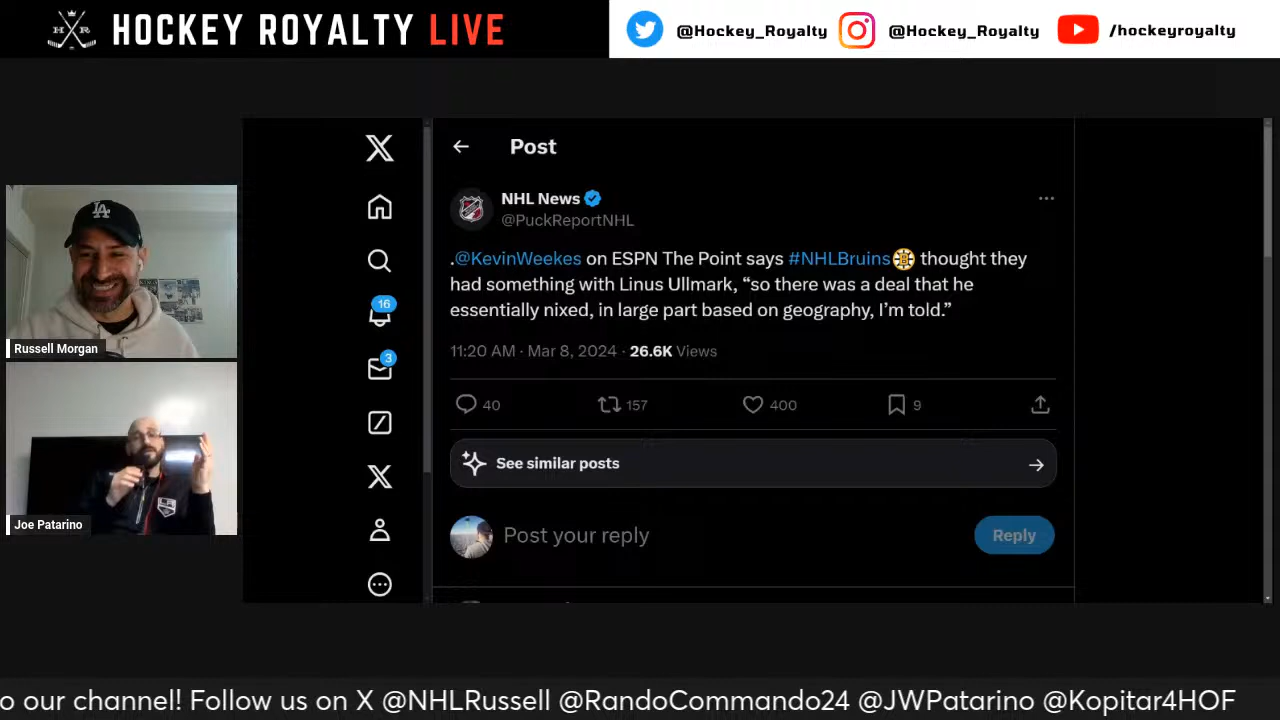 HOCKEY ROYALTY LIVE
@Hockey_Royalty
@Hockey_Royalty
/hockeyroyalty
H R
Post
NHL News
@PuckReportNHL
.@KevinWeekes on ESPN The Point says #NHLBruins thought they
had something with Linus Ullmark, “so there was a deal that he
essentially nixed, in large part based on geography, I’m told.”
11:20 AM · Mar 8, 2024 · 26.6K Views
40 157 400 9
See similar posts
Post your reply
Reply
16
3
LA
Russell Morgan
Joe Patarino
o our channel! Follow us on X @NHLRussell @RandoCommando24 @JWPatarino @Kopitar4HOF